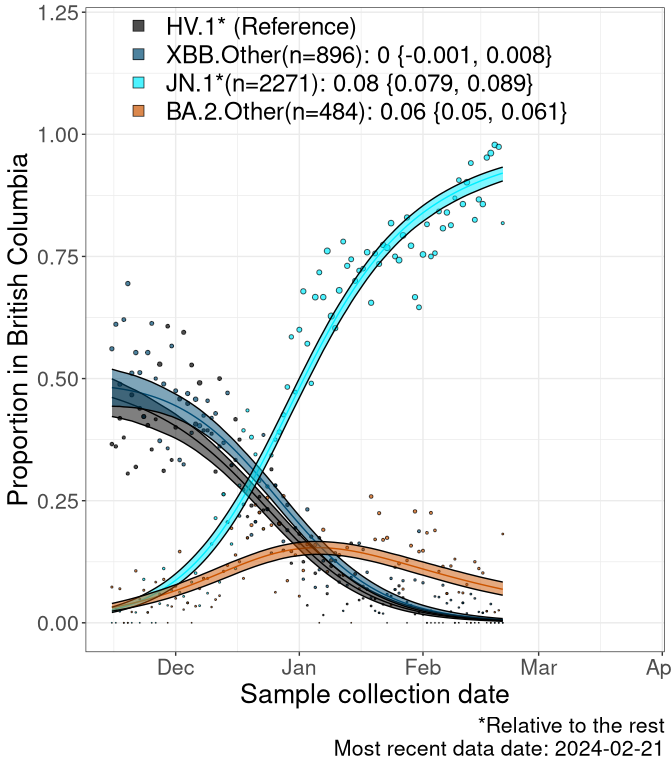 HV.1* (Reference)
XBB.Other(n=896): 0 {-0.001, 0.008}
JN.1*(n=2271): 0.08 {0.079, 0.089}
BA.2.Other(n=484): 0.06 {0.05, 0.061}
1.25
1.00
0.75
0.50
0.25
0.00
Proportion in British Columbia
Dec Jan Feb Mar Ap
Sample collection date
*Relative to the rest
Most recent data date: 2024-02-21